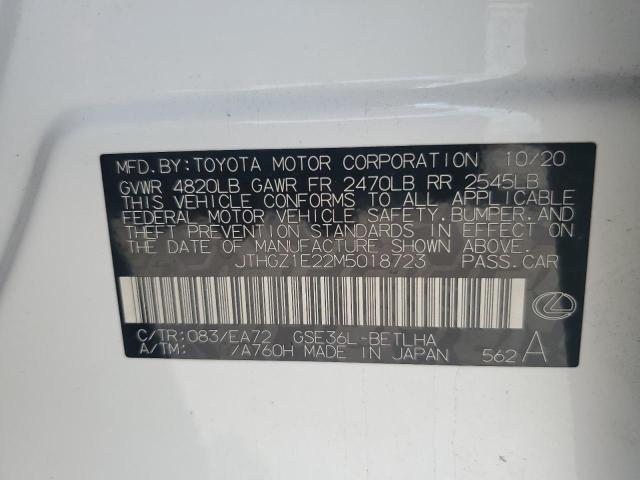 MFD.BY:TOYOTA MOTOR CORPORATION 10/20
GVWR 4820LB GAWR FR 2470LB RR 2545LB
THIS VEHICLE CONFORMS TO ALL APPLICABLE
FEDERAL MOTOR VEHICLE SAFETY,BUMPER,AND
THEFT PREVENTION STANDARDS IN EFFECT ON
THE DATE OF MANUFACTURE SHOWN ABOVE.
JTHGZ1E22M5018723 PASS.CAR
C/TR:083/EA72 GSE36L-BETLHA
A/TM: /A760H MADE IN JAPAN 562 A